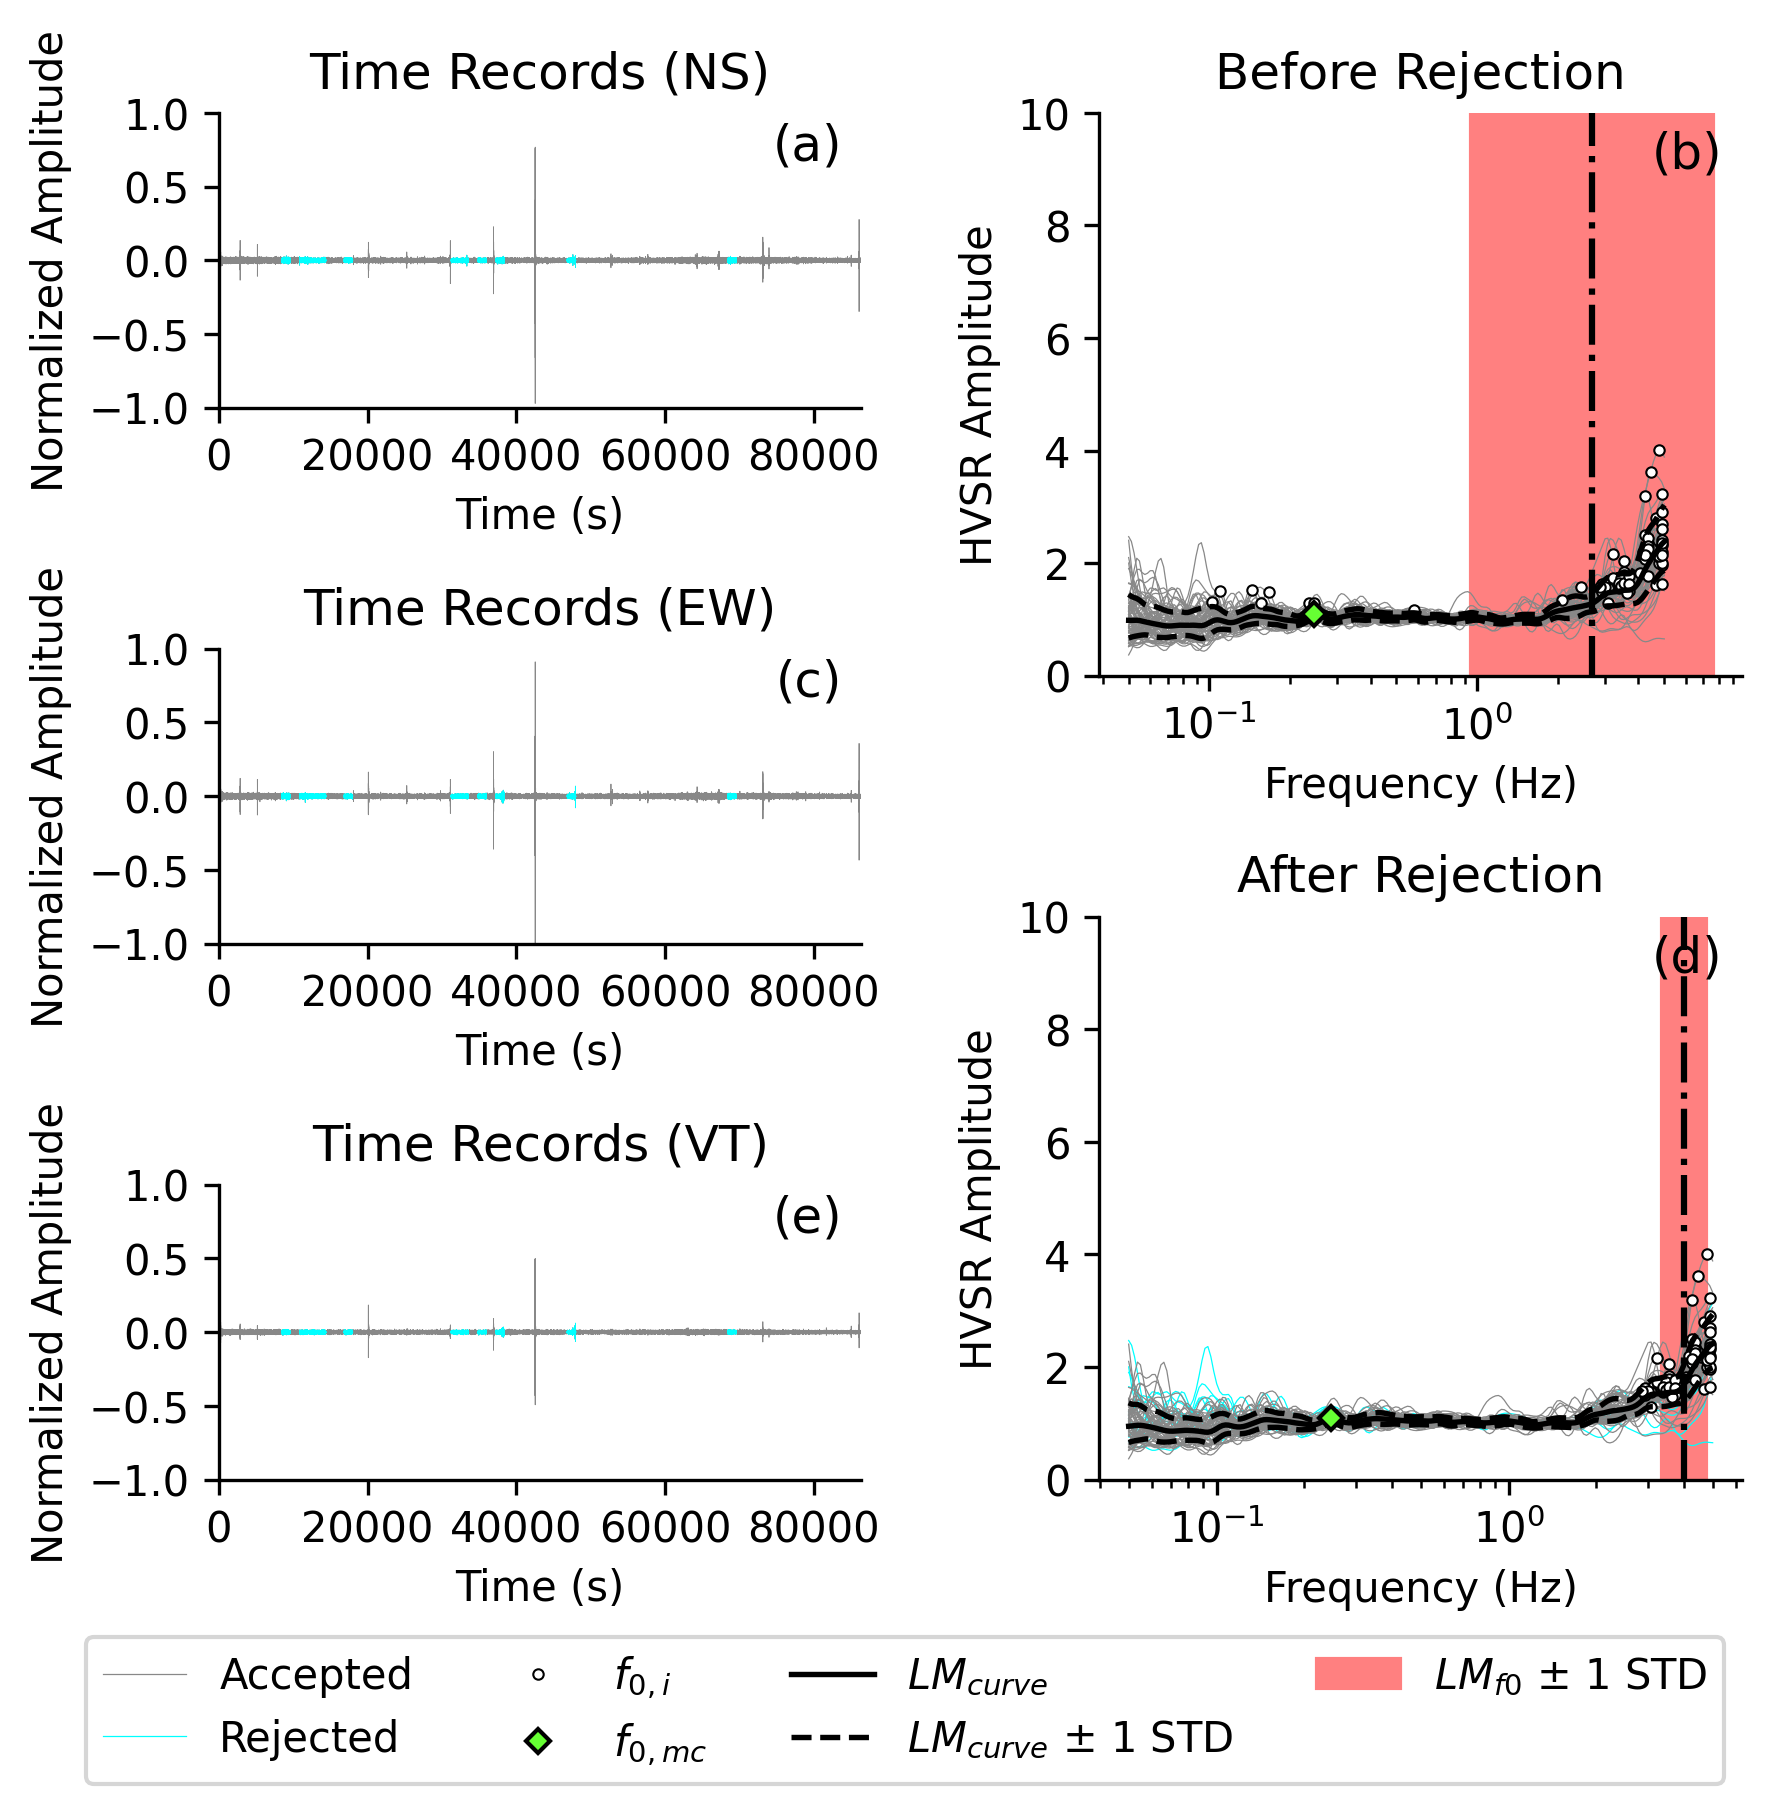 Time Records (NS)
(a)
Normalized Amplitude
1.0
0.5
0.0
−0.5
−1.0
0 20000 40000 60000 80000
Time (s)
Before Rejection
(b)
HVSR Amplitude
10
8
6
4
2
0
10⁻¹ 10⁰
Frequency (Hz)
Time Records (EW)
(c)
Normalized Amplitude
1.0
0.5
0.0
−0.5
−1.0
0 20000 40000 60000 80000
Time (s)
After Rejection
(d)
HVSR Amplitude
10
8
6
4
2
0
10⁻¹ 10⁰
Frequency (Hz)
Time Records (VT)
(e)
Normalized Amplitude
1.0
0.5
0.0
−0.5
−1.0
0 20000 40000 60000 80000
Time (s)
Accepted
Rejected
f0,i
f0,mc
LMcurve
LMcurve ± 1 STD
LMf0 ± 1 STD